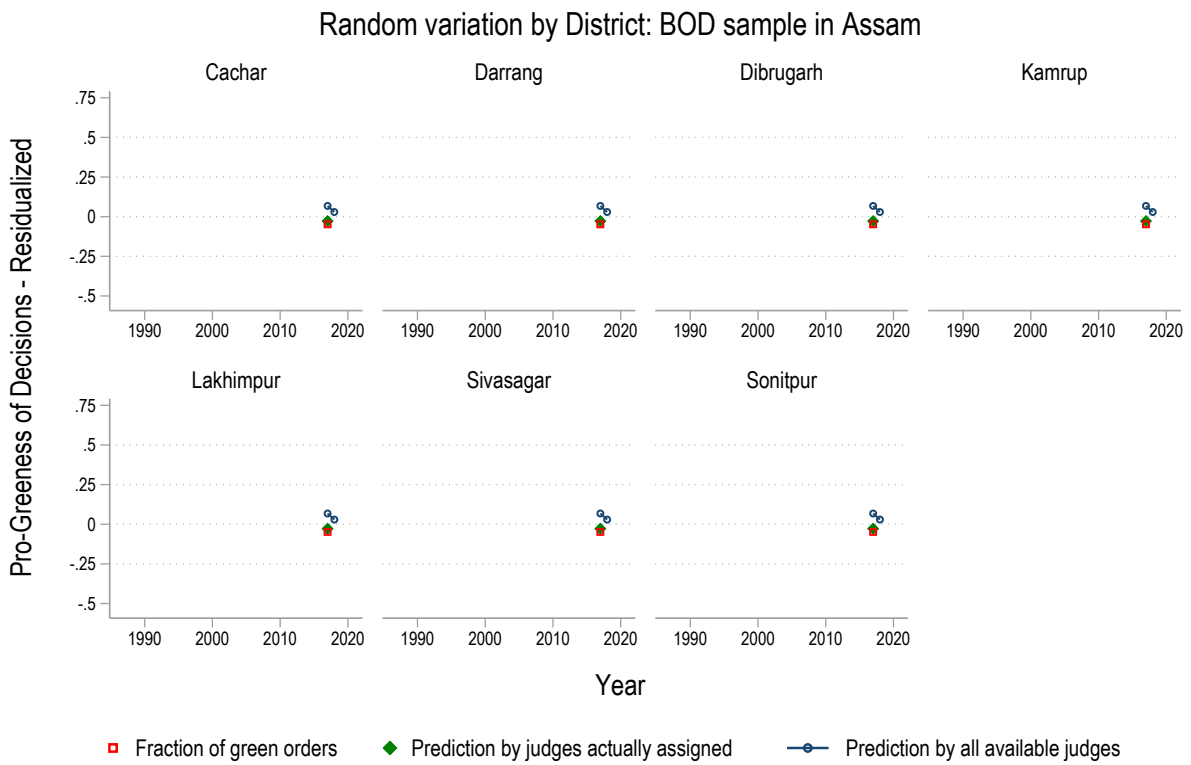 Random variation by District: BOD sample in Assam
Cachar Darrang Dibrugarh Kamrup
.75
.5
.25
0
-.25
-.5
1990 2000 2010 2020 1990 2000 2010 2020 1990 2000 2010 2020 1990 2000 2010 2020
Lakhimpur Sivasagar Sonitpur
.75
.5
.25
0
-.25
-.5
1990 2000 2010 2020 1990 2000 2010 2020 1990 2000 2010 2020
Pro-Greeness of Decisions - Residualized
Year
Fraction of green orders Prediction by judges actually assigned Prediction by all available judges